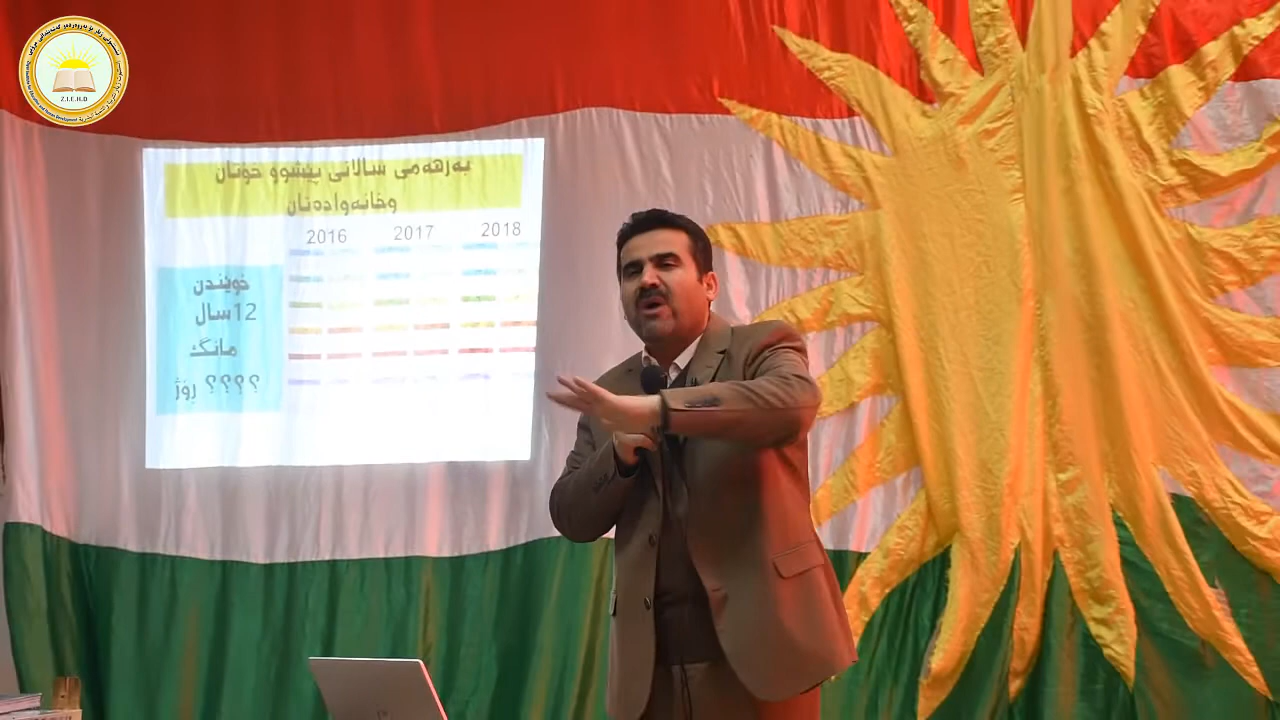 Z.I.E.H.D
بەرهەمی سالانی پێشوو خۆتان
وخانەوادەتان
2016 2017 2018
خوێندن
12سال
مانگ
؟؟؟؟ رۆژ